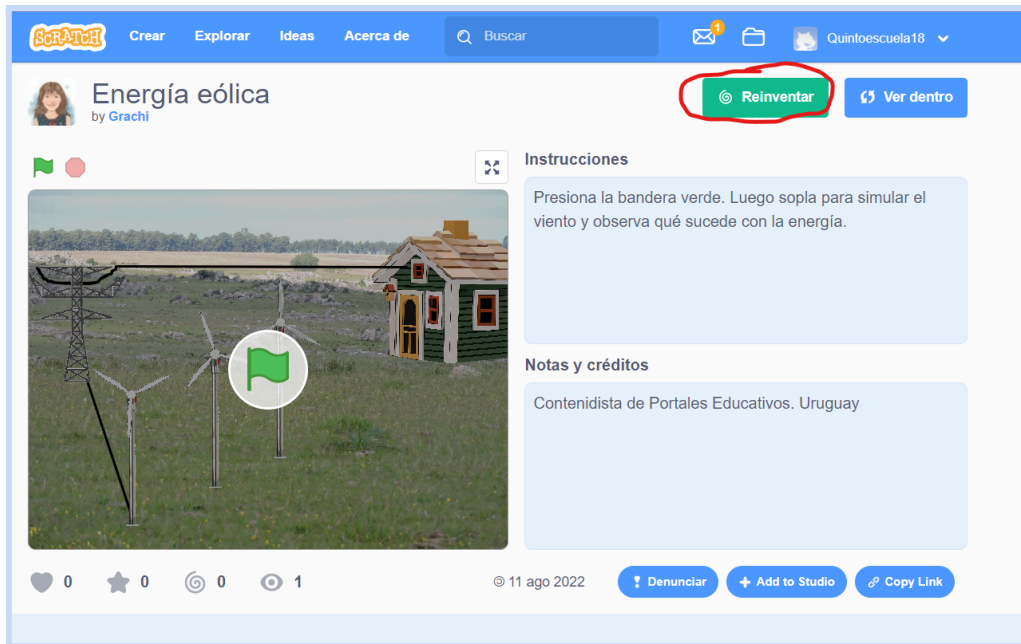 SCRATCH Crear Explorar Ideas Acerca de Buscar 1 Quintoescuela18
Energía eólica
by Grachi
Reinventar Ver dentro
Instrucciones
Presiona la bandera verde. Luego sopla para simular el
viento y observa qué sucede con la energía.
Notas y créditos
Contenidista de Portales Educativos. Uruguay
0 0 0 1 11 ago 2022 Denunciar Add to Studio Copy Link